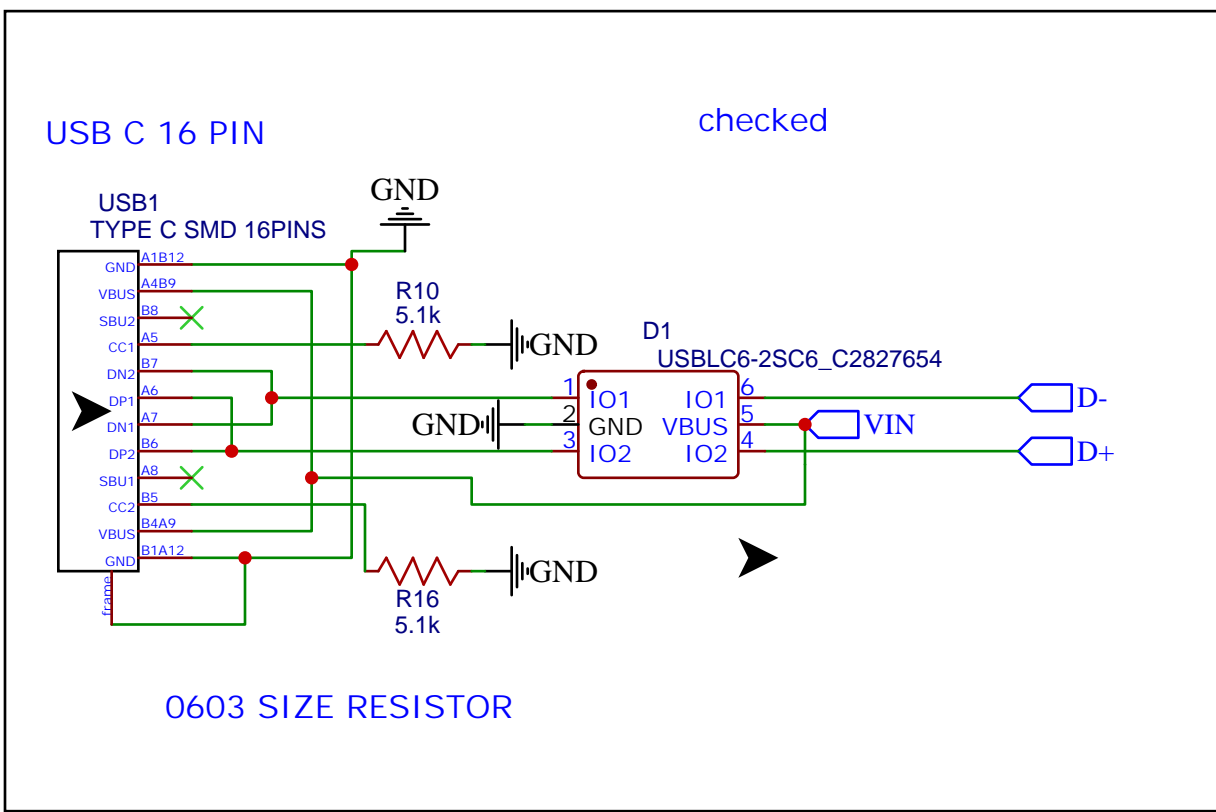 USB C 16 PIN
checked
USB1
TYPE C SMD 16PINS
GND
GND A1B12
VBUS A4B9
SBU2 B8
CC1 A5
DN2 B7
DP1 A6
DN1 A7
DP2 B6
SBU1 A8
CC2 B5
VBUS B4A9
GND B1A12
frame
R10
5.1k
GND
D1
USBLC6-2SC6_C2827654
1 IO1 IO1 6
GND 2 GND VBUS 5
3 IO2 IO2 4
D-
VIN
D+
GND
R16
5.1k
0603 SIZE RESISTOR